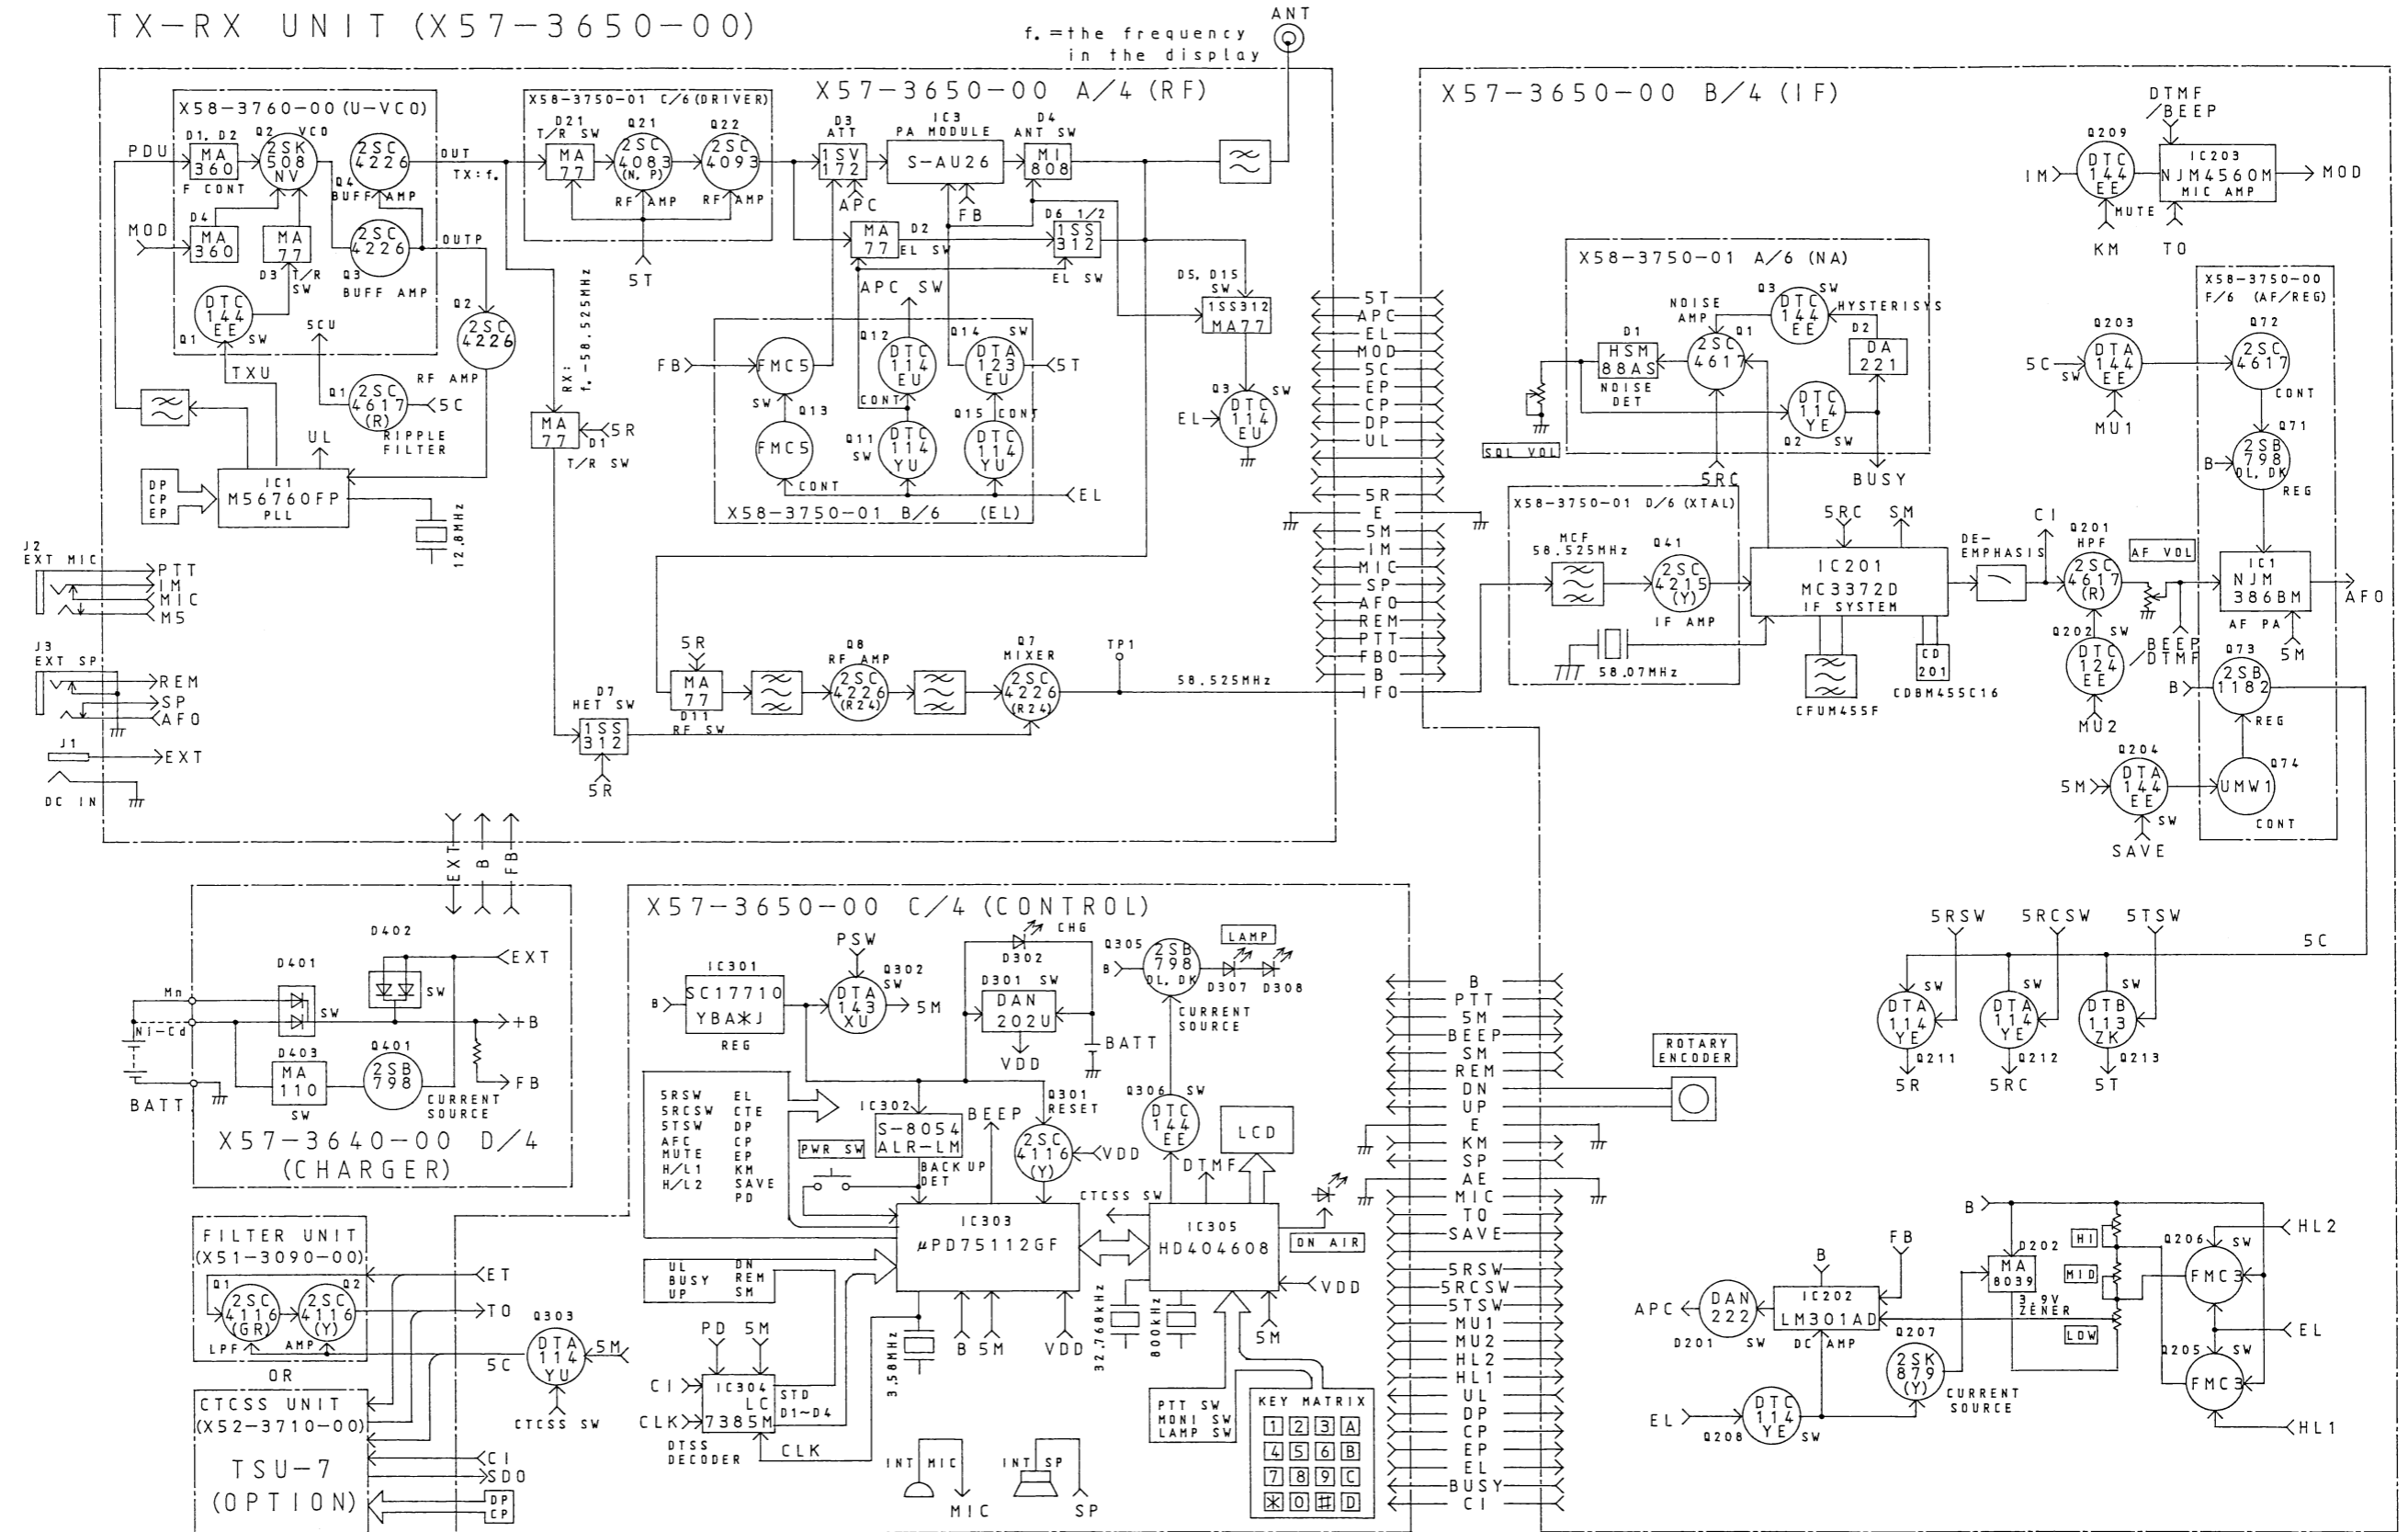 TX-RX UNIT (X57-3650-00)
f. =the frequency
in the display
ANT
X57-3650-00 A/4 (RF)
X58-3760-00 (U-VCO)
D1, D2
Q2 VCO
PDU
MA
360
F CONT
2SK
508
NV
2SC
4226
Q4
BUFF AMP
OUT
TX: f.
D4
MOD
MA
360
MA
77
D3 T/R
SW
2SC
4226
Q3
BUFF AMP
OUTP
DTC
144
EE
Q1
SW
TXU
5CU
Q2
2SC
4226
RF AMP
Q1
2SC
4617
(R)
5C
RIPPLE
FILTER
UL
DP
CP
EP
IC1
M56760FP
PLL
12.8MHz
X58-3750-01 C/6 (DRIVER)
D21
T/R SW
MA
77
Q21
2SC
4083
(N, P)
RF AMP
Q22
2SC
4093
RF AMP
5T
D3
ATT
1SV
172
APC
IC3
PA MODULE
S-AU26
FB
D4
ANT SW
MI
808
MA
77
D2
EL SW
D6 1/2
1SS
312
EL SW
RX:
f. -58.525MHz
MA
77
5R
D1
T/R SW
APC SW
FB
FMC5
SW
Q13
FMC5
CONT
Q12
DTC
114
EU
CONT
Q11
SW
DTC
114
YU
Q14
SW
DTA
123
EU
5T
Q15 CONT
DTC
114
YU
EL
X58-3750-01 B/6 (EL)
D5, D15
SW
1SS312
MA77
Q3
SW
EL
DTC
114
EU
J2
EXT MIC
PTT
IM
MIC
M5
J3
EXT SP
REM
SP
AFO
J1
EXT
DC IN
5R
MA
77
D11
RF SW
Q8
RF AMP
2SC
4226
(R24)
Q7
MIXER
2SC
4226
(R24)
TP1
58.525MHz
D7
HET SW
1SS
312
5R
5T
APC
EL
MOD
5C
EP
CP
DP
UL
5R
E
5M
IM
MIC
SP
AFO
REM
PTT
FBO
B
IFO
X57-3650-00 B/4 (IF)
DTMF
/BEEP
Q209
IM
DTC
144
EE
MUTE
KM
IC203
NJM4560M
MIC AMP
MOD
TO
X58-3750-01 A/6 (NA)
NOISE
AMP
Q3
SW
DTC
144
EE
HYSTERISYS
D1
HSM
88AS
NOISE
DET
Q1
2SC
4617
D2
DA
221
DTC
114
YE
Q2
SW
SQL VOL
5RC
BUSY
X58-3750-01 D/6 (XTAL)
MCF
58.525MHz
Q41
2SC
4215
(Y)
IF AMP
58.07MHz
5RC
SM
IC201
MC3372D
IF SYSTEM
CFUM455F
CD
201
CDBM455C16
DE-
EMPHASIS
CI
Q201
HPF
2SC
4617
(R)
AF VOL
Q202
SW
DTC
124
EE
MU2
BEEP
/DTMF
X58-3750-00
F/6 (AF/REG)
Q203
5C
SW
DTA
144
EE
MU1
Q72
2SC
4617
CONT
Q71
B
2SB
798
DL, DK
REG
IC1
NJM
386BM
AF PA
AFO
5M
Q73
B
2SB
1182
REG
Q204
5M
DTA
144
EE
SW
SAVE
Q74
UMW1
CONT
EXT
B
FB
D402
EXT
D401
Mn
SW
SW
Ni-Cd
+B
D403
MA
110
SW
Q401
2SB
798
CURRENT
SOURCE
FB
BATT
X57-3640-00 D/4
(CHARGER)
X57-3650-00 C/4 (CONTROL)
PSW
IC301
B
SC17710
YBA*J
REG
Q302
SW
DTA
143
XU
5M
CHG
D302
D301 SW
DAN
202U
VDD
BATT
Q305
B
2SB
798
DL, DK
LAMP
D307 D308
CURRENT
SOURCE
5RSW EL
5RCSW CTE
5TSW DP
AFC CP
MUTE EP
H/L1 KM
H/L2 SAVE
PD
IC302
S-8054
ALR-LM
PWR SW
BACK UP
DET
BEEP
Q301
RESET
2SC
4116
(Y)
VDD
Q306 SW
DTC
144
EE
DTMF
LCD
CTCSS SW
IC303
μPD75112GF
IC305
HD404608
ON AIR
UL DN
BUSY REM
UP SM
VDD
B 5M
VDD
5M
3.58MHz
32.768kHz
800kHz
PD 5M
CI
CLK
IC304
LC
7385M
STD
D1~D4
DTSS
DECODER
CLK
INT MIC
MIC
INT SP
SP
PTT SW
MONI SW
LAMP SW
KEY MATRIX
1 2 3 A
4 5 6 B
7 8 9 C
* 0 # D
FILTER UNIT
(X51-3090-00)
Q1
2SC
4116
(GR)
LPF
Q2
2SC
4116
(Y)
AMP
ET
TO
OR
Q303
DTA
114
YU
5M
5C
CTCSS SW
CTCSS UNIT
(X52-3710-00)
TSU-7
(OPTION)
CI
SDO
DP
CP
B
PTT
5M
BEEP
SM
REM
DN
UP
E
KM
SP
AE
MIC
TO
SAVE
5RSW
5RCSW
5TSW
MU1
MU2
HL2
HL1
UL
DP
CP
EP
EL
BUSY
CI
ROTARY
ENCODER
5RSW 5RCSW 5TSW
5C
SW
DTA
114
YE
Q211
5R
SW
DTA
114
YE
Q212
5RC
SW
DTB
113
ZK
Q213
5T
B
HI
MID
LOW
D202
MA
8039
3.9V
ZENER
Q206
SW
FMC3
HL2
EL
Q205
SW
FMC3
HL1
APC
DAN
222
D201
SW
B
IC202
LM301AD
DC AMP
FB
Q207
2SK
879
(Y)
CURRENT
SOURCE
EL
DTC
114
YE
Q208
SW